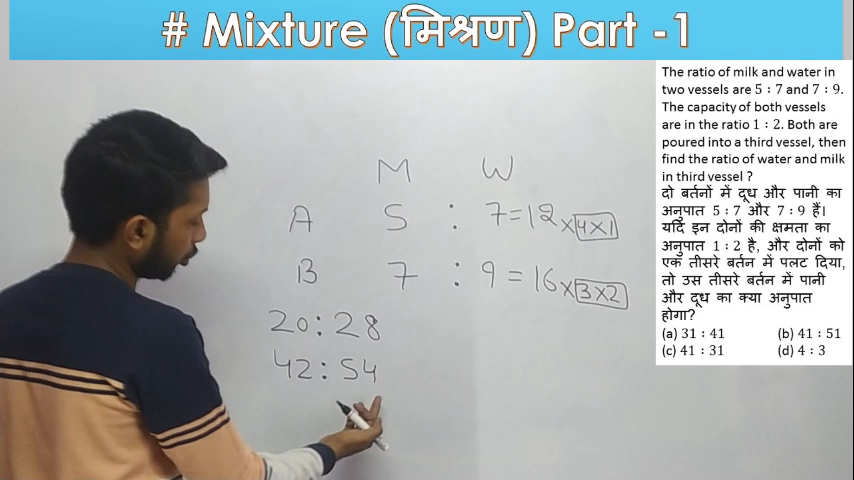 # Mixture (मिश्रण) Part -1
The ratio of milk and water in
two vessels are 5 : 7 and 7 : 9.
The capacity of both vessels
are in the ratio 1 : 2. Both are
poured into a third vessel, then
find the ratio of water and milk
in third vessel ?
दो बर्तनों में दूध और पानी का
अनुपात 5 : 7 और 7 : 9 हैं।
यदि इन दोनों की क्षमता का
अनुपात 1 : 2 है, और दोनों को
एक तीसरे बर्तन में पलट दिया,
तो उस तीसरे बर्तन में पानी
और दूध का क्या अनुपात
होगा?
(a) 31 : 41 (b) 41 : 51
(c) 41 : 31 (d) 4 : 3
M W
A 5 : 7 = 12 × 4×1
B 7 : 9 = 16 × 3×2
20 : 28
42 : 54